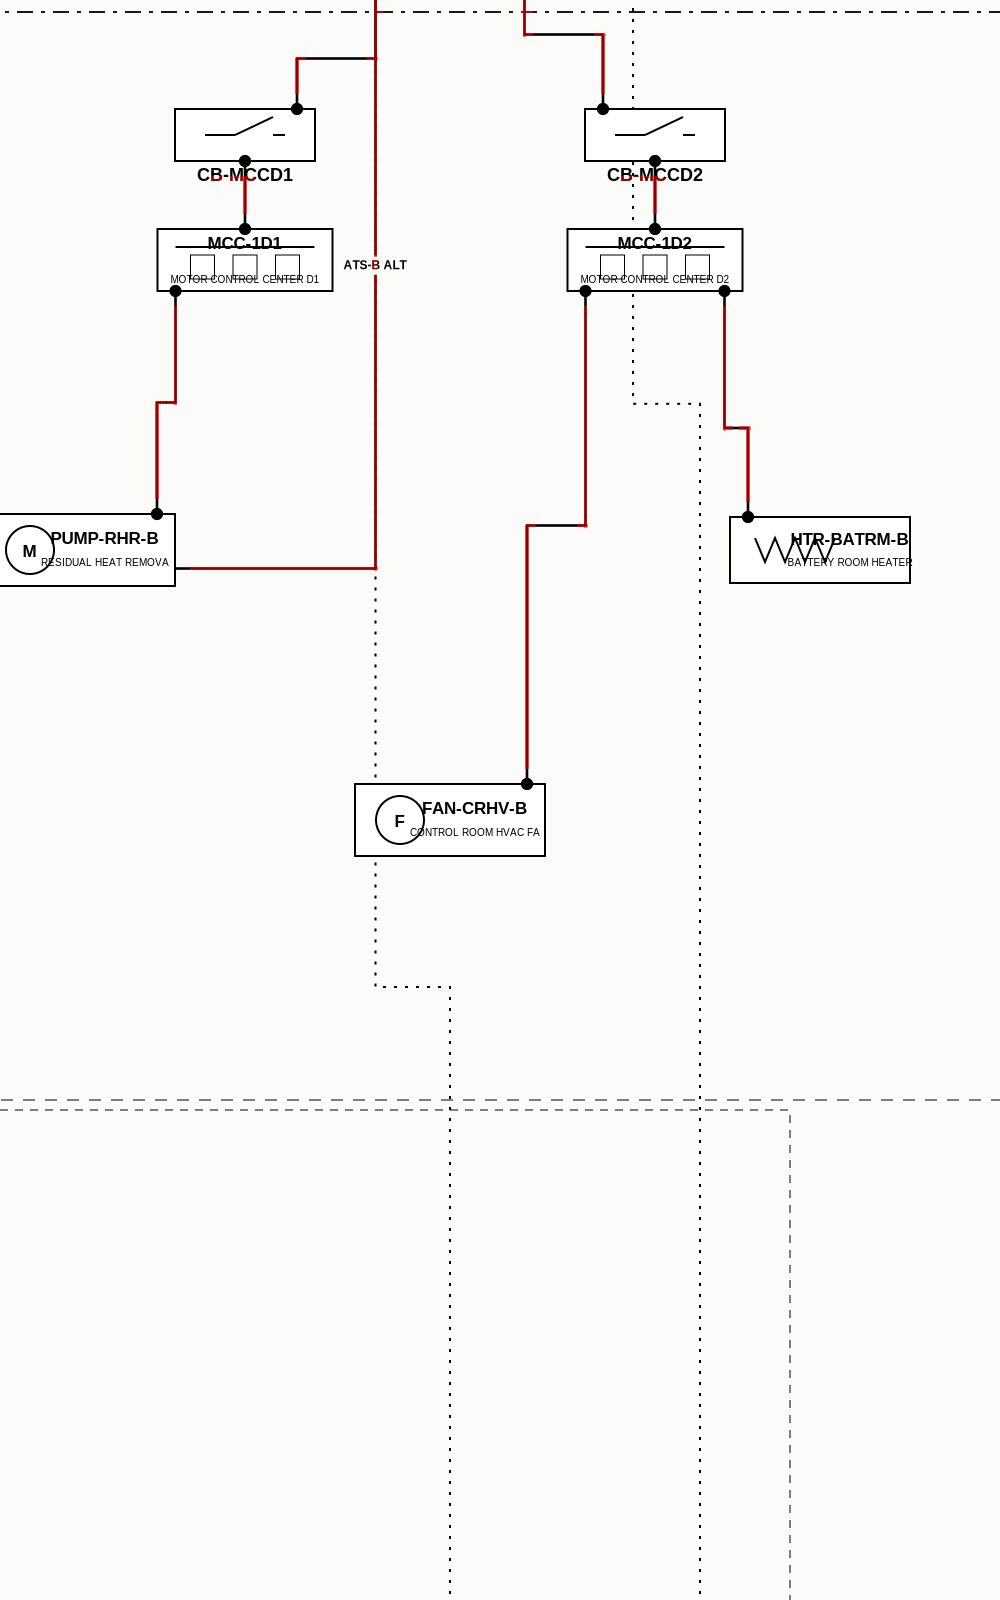 CB-MCCD1
CB-MCCD2
MCC-1D1
MOTOR CONTROL CENTER D1
ATS-B ALT
MCC-1D2
MOTOR CONTROL CENTER D2
M
PUMP-RHR-B
RESIDUAL HEAT REMOVA
HTR-BATRM-B
BATTERY ROOM HEATER
F
FAN-CRHV-B
CONTROL ROOM HVAC FA